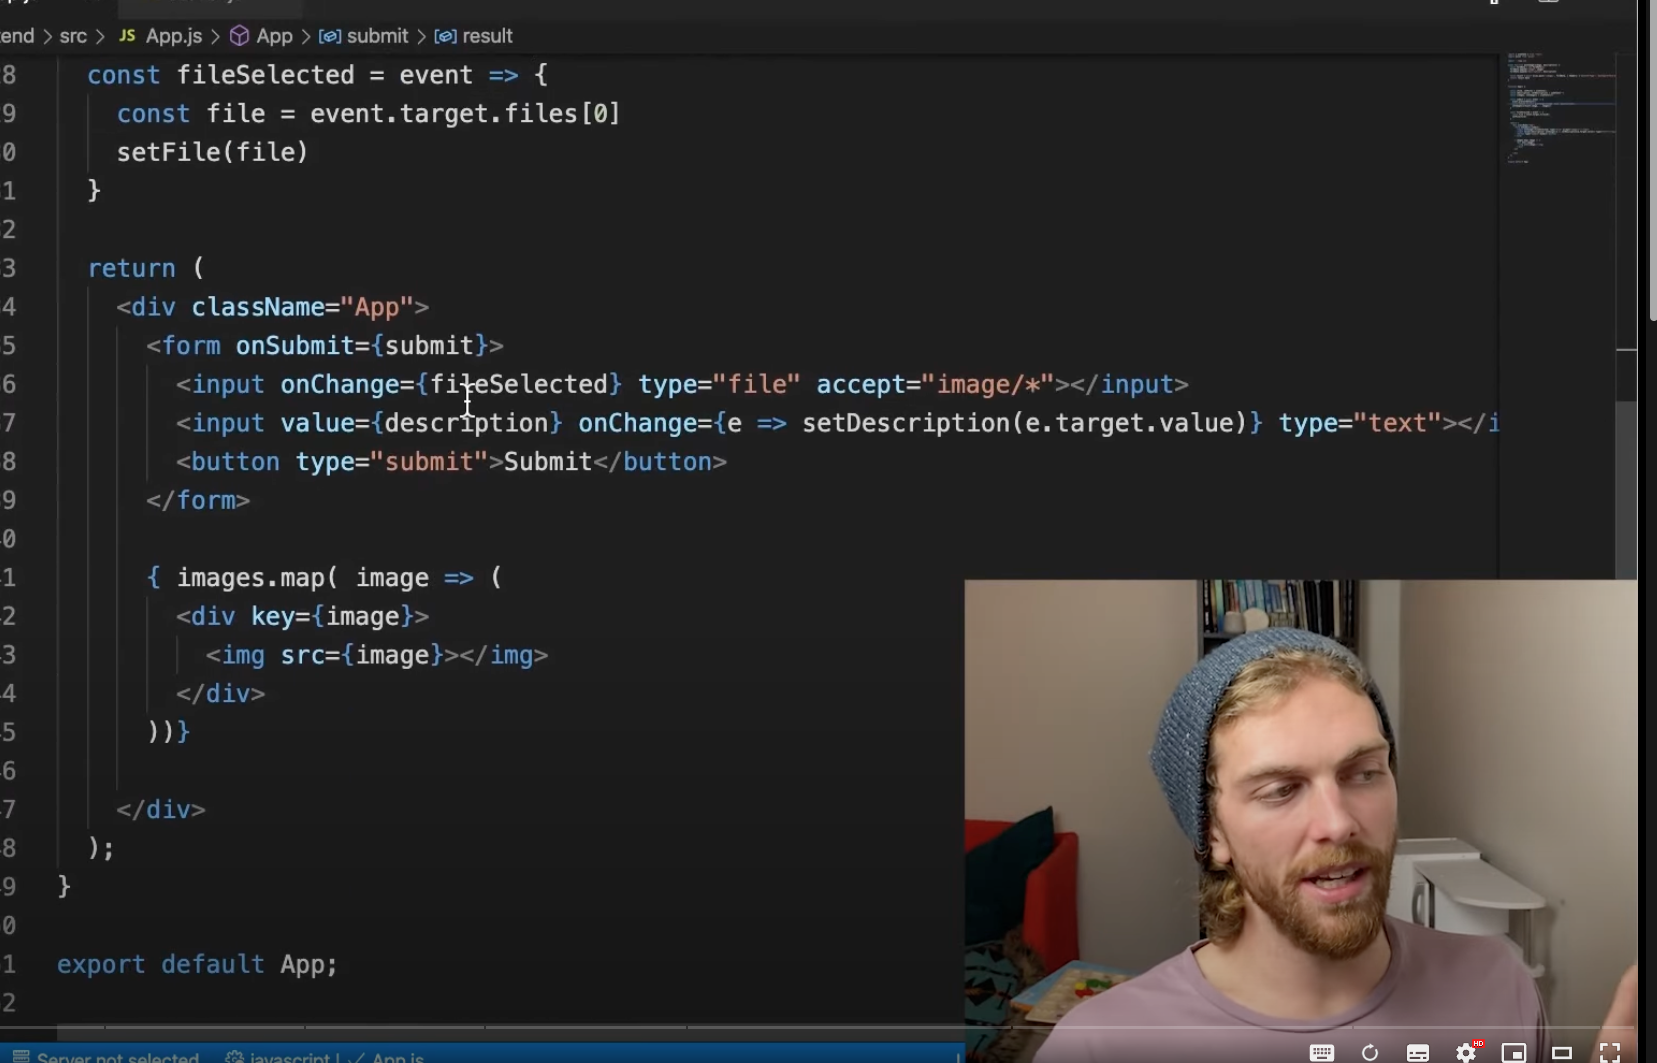 end > src > JS App.js > App > submit > result
8 const fileSelected = event => {
9 const file = event.target.files[0]
0 setFile(file)
1 }
2
3 return (
4 <div className="App">
5 <form onSubmit={submit}>
6 <input onChange={fileSelected} type="file" accept="image/*"></input>
7 <input value={description} onChange={e => setDescription(e.target.value)} type="text"></i
8 <button type="submit">Submit</button>
9 </form>
0
1 { images.map( image => (
2 <div key={image}>
3 <img src={image}></img>
4 </div>
5 ))}
6
7 </div>
8 );
9 }
0
1 export default App;
2
Server not selected javascript | ✓ App.js
HD